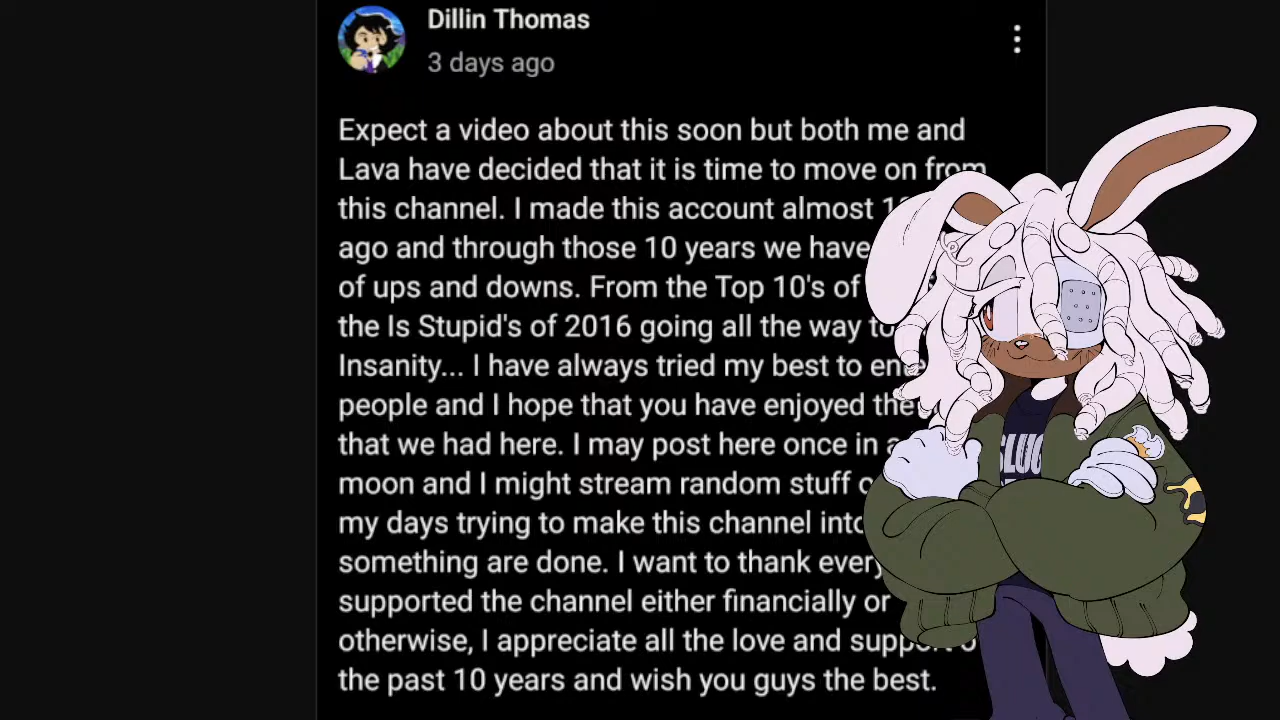 Dillin Thomas
3 days ago
Expect a video about this soon but both me and
Lava have decided that it is time to move on from
this channel. I made this account almost
ago and through those 10 years we have
of ups and downs. From the Top 10's of
the Is Stupid's of 2016 going all the way to
Insanity... I have always tried my best to
people and I hope that you have enjoyed the
that we had here. I may post here once in a
moon and I might stream random stuff
my days trying to make this channel into
something are done. I want to thank
supported the channel either financially or
otherwise, I appreciate all the love and support
the past 10 years and wish you guys the best.